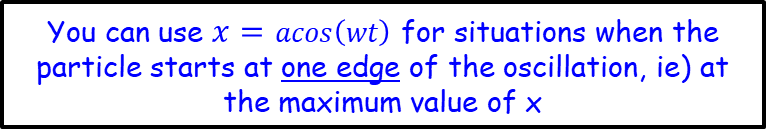 You can use x = acos(wt) for situations when the
particle starts at one edge of the oscillation, ie) at
the maximum value of x